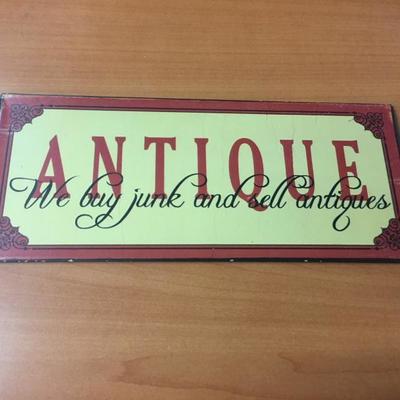 ANTIQUE
We buy junk and sell antiques